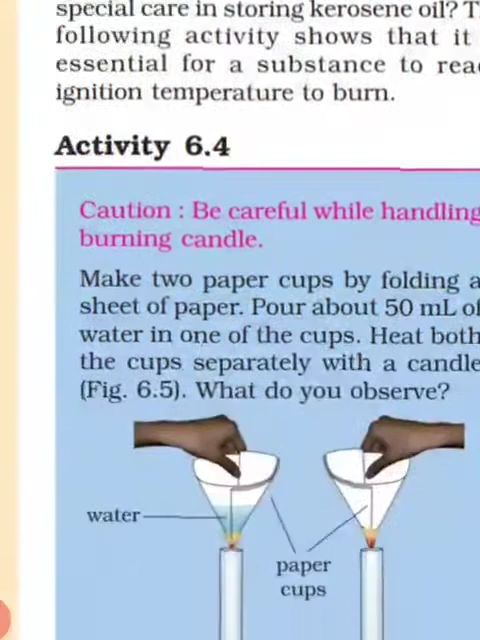 special care in storing kerosene oil?
following activity shows that it
essential for a substance to
ignition temperature to burn.
Activity 6.4
Caution : Be careful while handling
burning candle.
Make two paper cups by folding a
sheet of paper. Pour about 50 mL of
water in one of the cups. Heat both
the cups separately with a candle
(Fig. 6.5). What do you observe?
water
paper
cups